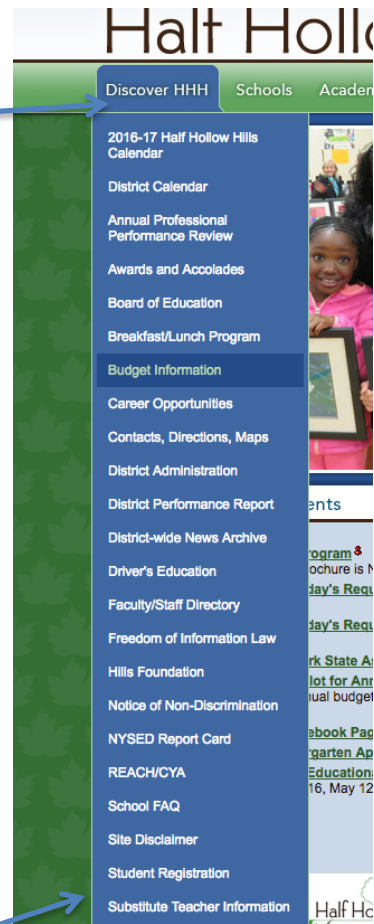 Half Hollo
Discover HHH Schools Academ
2016-17 Half Hollow Hills
Calendar
District Calendar
Annual Professional
Performance Review
Awards and Accolades
Board of Education
Breakfast/Lunch Program
Budget Information
Career Opportunities
Contacts, Directions, Maps
District Administration
District Performance Report
District-wide News Archive
Driver's Education
Faculty/Staff Directory
Freedom of Information Law
Hills Foundation
Notice of Non-Discrimination
NYSED Report Card
REACH/CYA
School FAQ
Site Disclaimer
Student Registration
Substitute Teacher Information
ents
rogram
ochure is N
day's Requ
day's Requ
rk State As
lot for Ann
ual budget
ebook Pag
garten Ap
Educationa
16, May 12
Half Ho